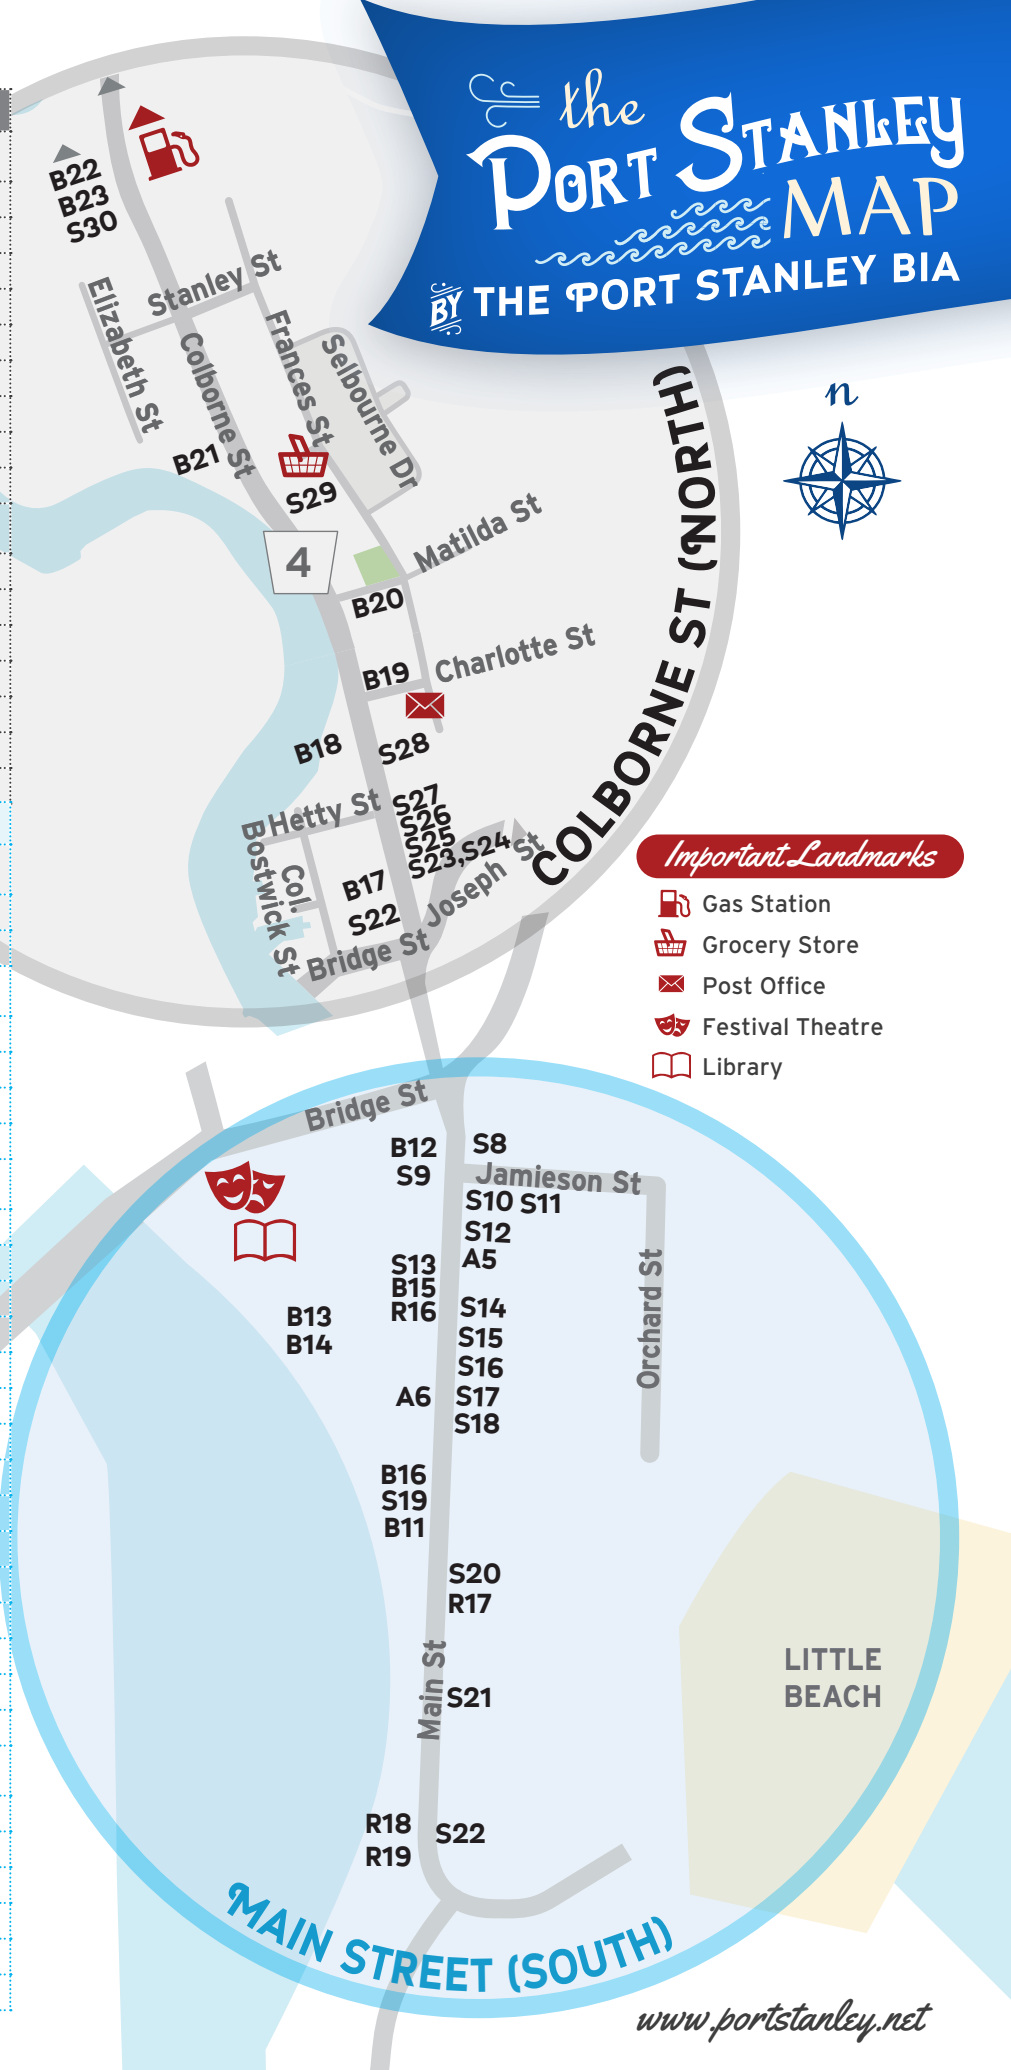 the
PORT STANLEY
MAP
BY THE PORT STANLEY BIA
n
B22
B23
S30
Stanley St
Elizabeth St
Colborne St
Frances St
Selbourne Dr
B21
S29
4
Matilda St
B20
Charlotte St
B19
B18
S28
Hetty St
S27
S26
S25
S23,S24
Bostwick St
Col.
B17
S22
Joseph St
Bridge St
COLBORNE ST (NORTH)
Important Landmarks
Gas Station
Grocery Store
Post Office
Festival Theatre
Library
Bridge St
B12
S8
S9
Jamieson St
S10 S11
S12
A5
S13
B15
R16
S14
B13
B14
S15
S16
A6
S17
S18
Orchard St
B16
S19
B11
S20
R17
Main St
S21
LITTLE
BEACH
R18
S22
R19
MAIN STREET (SOUTH)
www.portstanley.net